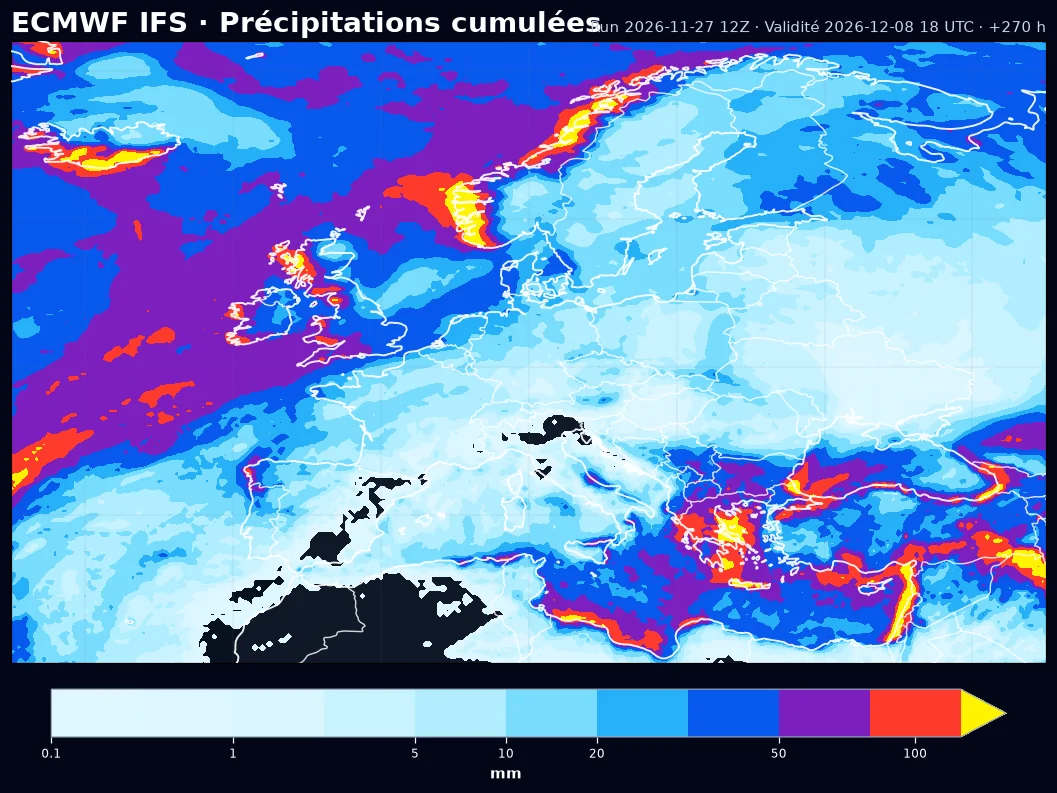 ECMWF IFS · Précipitations cumulées
Run 2026-11-27 12Z · Validité 2026-12-08 18 UTC · +270 h
0.1 1 5 10 20 50 100
mm